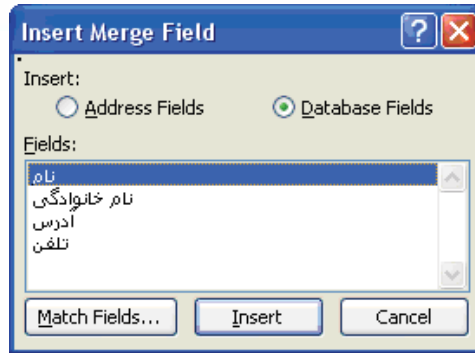 Insert Merge Field
Insert:
Address Fields Database Fields
Fields:
نام
نام خانوادگی
آدرس
تلفن
Match Fields... Insert Cancel